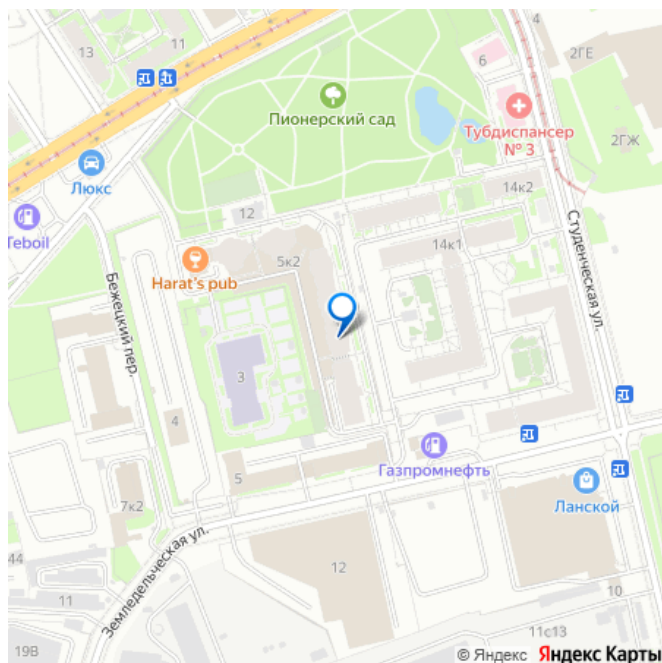 4
11
13
2ГЕ
6
Пионерский сад
Тубдиспансер
№ 3
2ГЖ
Люкс
14к2
12
Teboil
14к1
5к2
Harat's pub
Студенческая ул.
Бежецкий пер.
3
4
Газпромнефть
5
Ланской
7к2
Земледельческая ул.
44
12
11
10
11с13
19В
© Яндекс Яндекс Карты